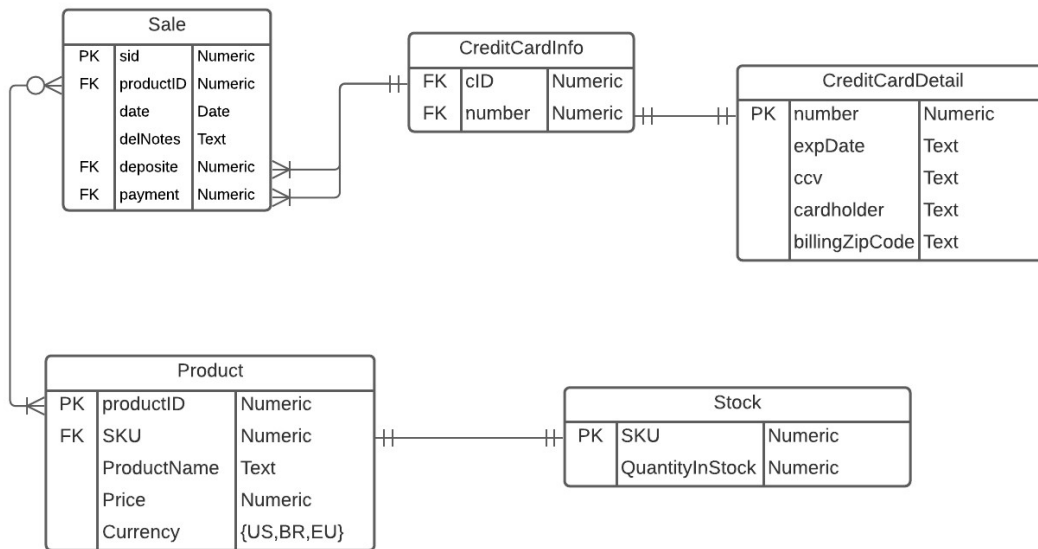 Sale
PK sid Numeric
FK productID Numeric
date Date
delNotes Text
FK deposite Numeric
FK payment Numeric
CreditCardInfo
FK cID Numeric
FK number Numeric
CreditCardDetail
PK number Numeric
expDate Text
ccv Text
cardholder Text
billingZipCode Text
Product
PK productID Numeric
FK SKU Numeric
ProductName Text
Price Numeric
Currency {US,BR,EU}
Stock
PK SKU Numeric
QuantityInStock Numeric